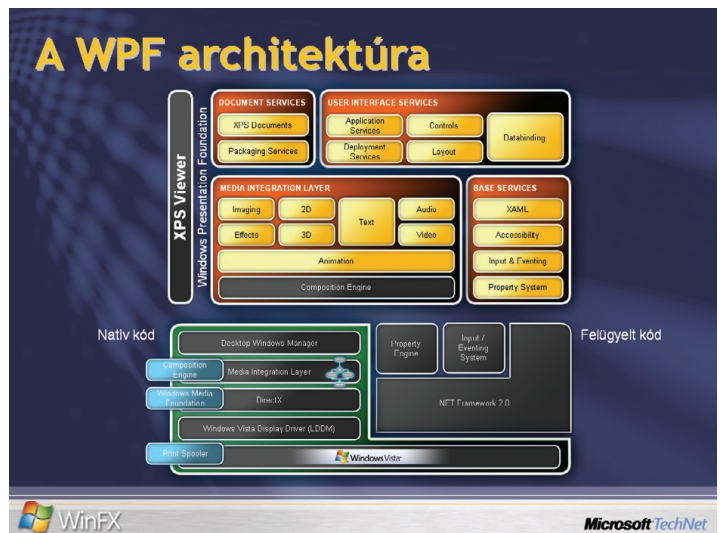 A WPF architektúra
XPS Viewer
Windows Presentation Foundation
DOCUMENT SERVICES
XPS Documents
Packaging Services
USER INTERFACE SERVICES
Application
Services
Controls
Deployment
Services
Layout
Databinding
MEDIA INTEGRATION LAYER
Imaging
2D
Text
Audio
Effects
3D
Video
Animation
Composition Engine
BASE SERVICES
XAML
Accessibility
Input & Eventing
Property System
Nativ kód
Felügyelt kód
Desktop Windows Manager
Composition
Engine
Media Integration Layer
Windows Media
Foundation
DirectX
Windows Vista Display Driver (LDDM)
Print Spooler
Windows Vista
Property
Engine
Input /
Eventing
System
.NET Framework 2.0
WinFX
Microsoft TechNet